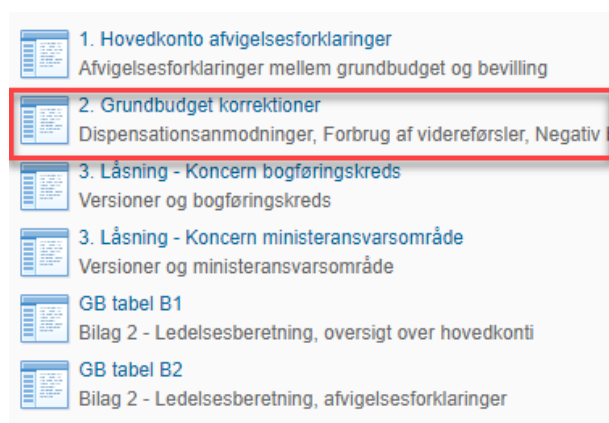 1. Hovedkonto afvigelsesforklaringer
Afvigelsesforklaringer mellem grundbudget og bevilling
2. Grundbudget korrektioner
Dispensationsanmodninger, Forbrug af videreførsler, Negativ
3. Låsning - Koncern bogføringskreds
Versioner og bogføringskreds
3. Låsning - Koncern ministeransvarsområde
Versioner og ministeransvarsområde
GB tabel B1
Bilag 2 - Ledelsesberetning, oversigt over hovedkonti
GB tabel B2
Bilag 2 - Ledelsesberetning, afvigelsesforklaringer